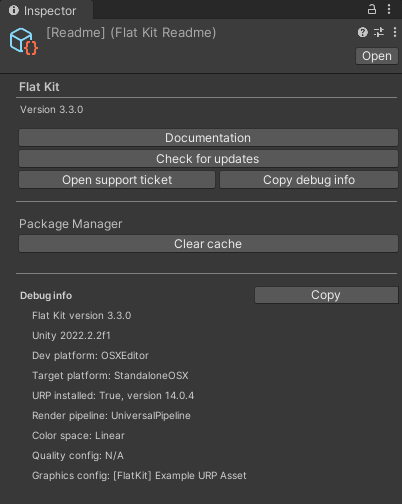 Inspector
[Readme] (Flat Kit Readme)
Open
Flat Kit
Version 3.3.0
Documentation
Check for updates
Open support ticket
Copy debug info
Package Manager
Clear cache
Debug info
Copy
Flat Kit version 3.3.0
Unity 2022.2.2f1
Dev platform: OSXEditor
Target platform: StandaloneOSX
URP installed: True, version 14.0.4
Render pipeline: UniversalPipeline
Color space: Linear
Quality config: N/A
Graphics config: [FlatKit] Example URP Asset